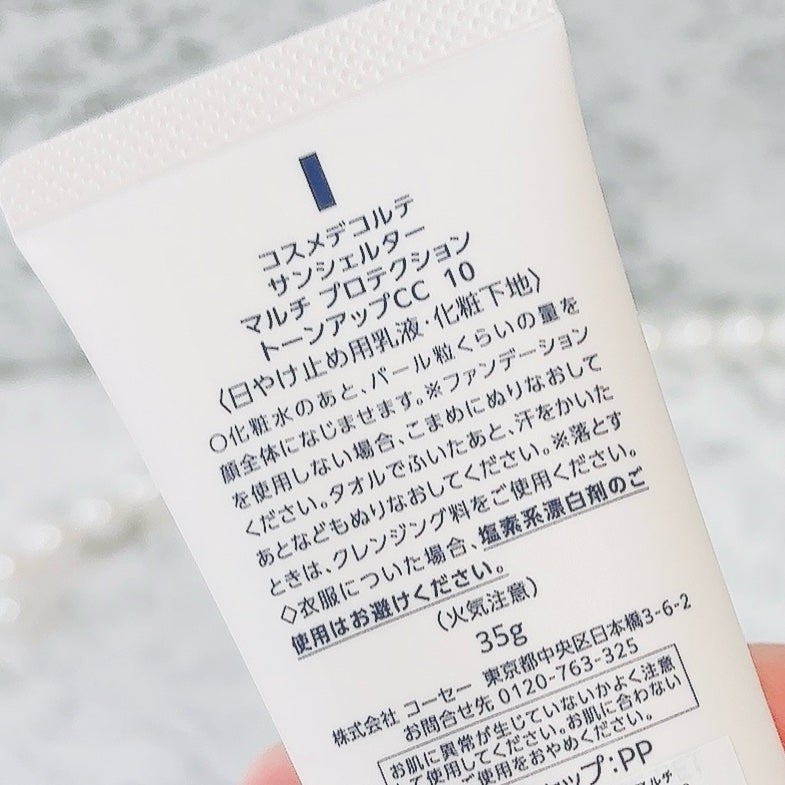 コスメデコルテ
サンシェルター
マルチ プロテクション
トーンアップCC 10
〈日やけ止め用乳液・化粧下地〉
○化粧水のあと、パール粒くらいの量を
顔全体になじませます。※ファンデーション
を使用しない場合、こまめにぬりなおして
ください。タオルでふいたあと、汗をかいた
あとなどもぬりなおしてください。※落とす
ときは、クレンジング料をご使用ください。
◇衣服についた場合、塩素系漂白剤のご
使用はお避けください。
(火気注意)
35g
株式会社 コーセー 東京都中央区日本橋3-6-2
お問合せ先 0120-763-325
お肌に異常が生じていないかよく注意
して使用してください。お肌に合わない
ご使用をおやめください。
ップ:PP
マルチ